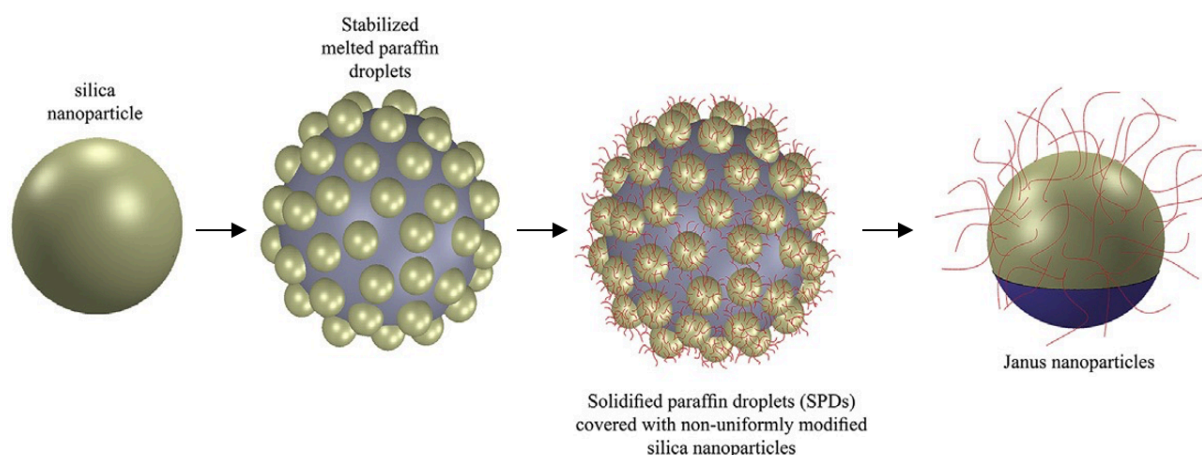 silica
nanoparticle
Stabilized
melted paraffin
droplets
Solidified paraffin droplets (SPDs)
covered with non-uniformly modified
silica nanoparticles
Janus nanoparticles